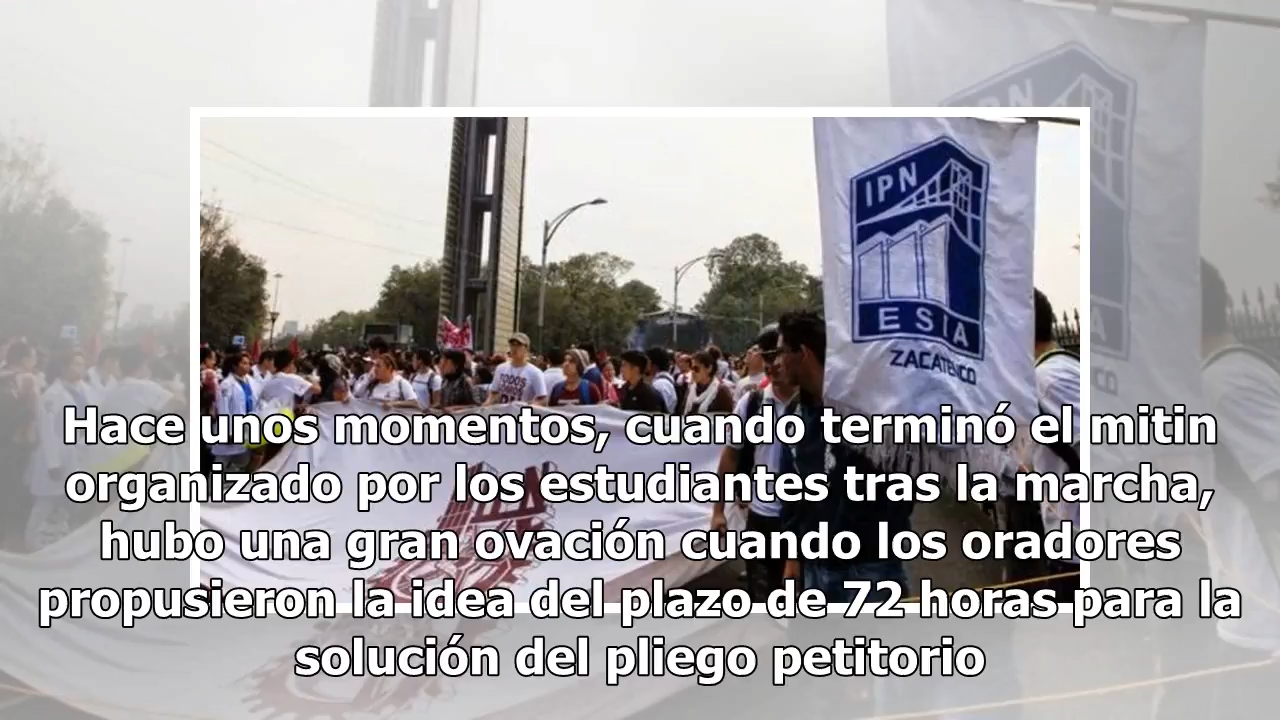 IPN
ESIA
ZACATENCO
TODOS
Hace unos momentos, cuando terminó el mitin
organizado por los estudiantes tras la marcha,
hubo una gran ovación cuando los oradores
propusieron la idea del plazo de 72 horas para la
solución del pliego petitorio